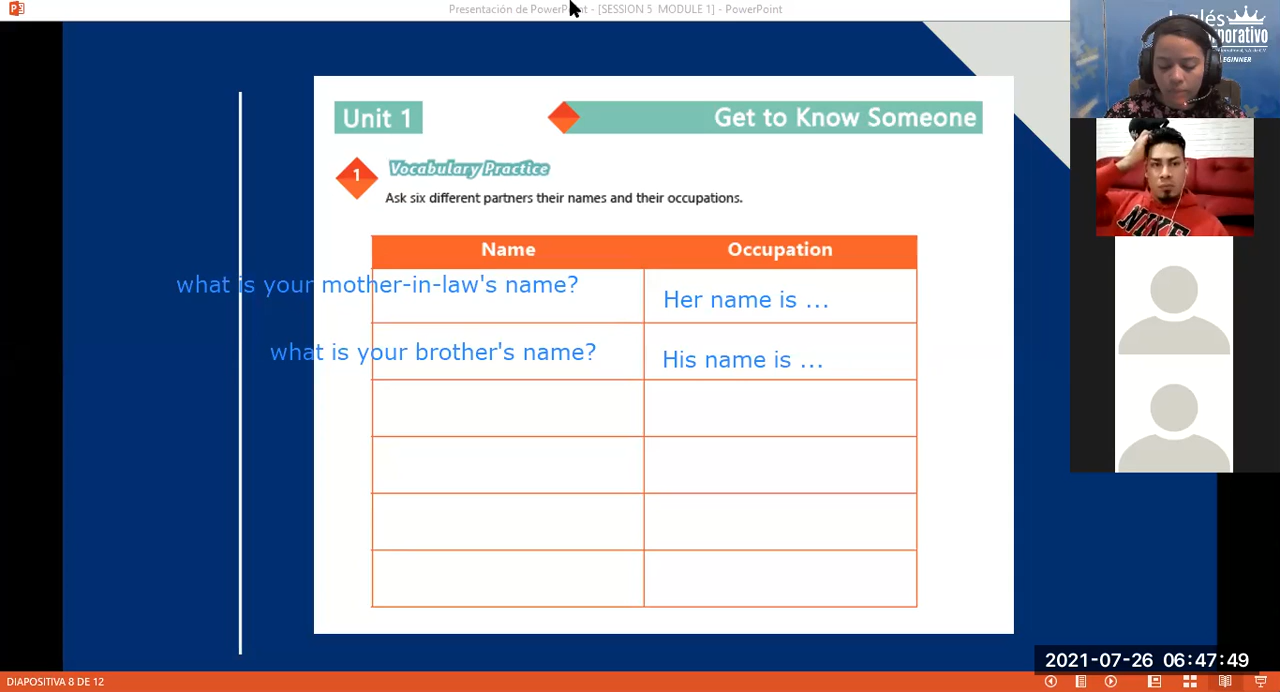 Presentación de PowerPoint - [SESSION 5 MODULE 1] - PowerPoint
Inglés
Corporativo
BEGINNER
Unit 1
Get to Know Someone
1
Vocabulary Practice
Ask six different partners their names and their occupations.
Name
Occupation
what is your mother-in-law's name?
Her name is ...
what is your brother's name?
His name is ...
NIKE
2021-07-26 06:47:49
DIAPOSITIVA 8 DE 12